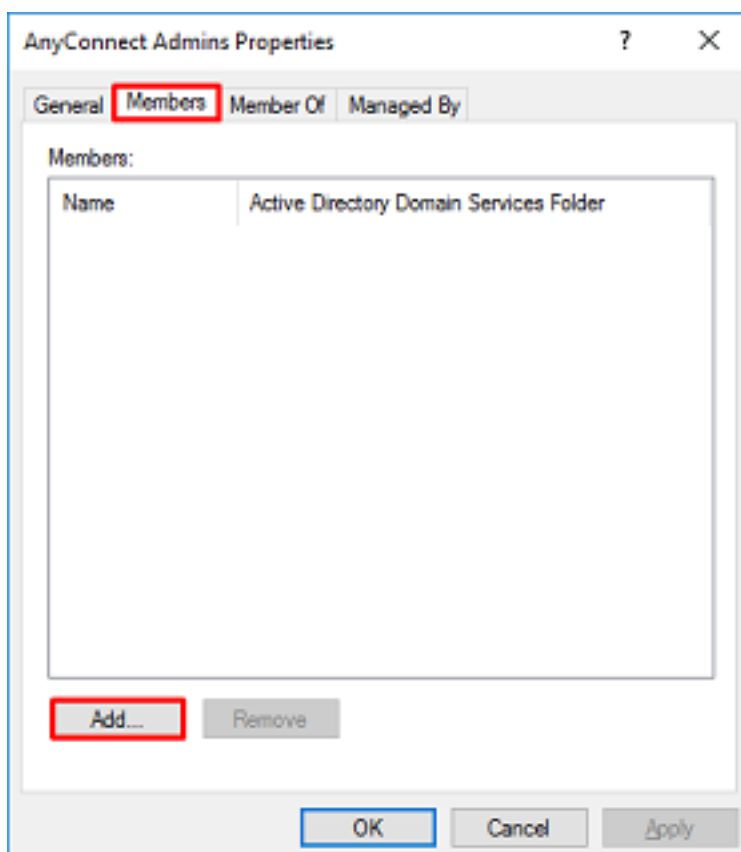 AnyConnect Admins Properties ? ×
General Members Member Of Managed By
Members:
Name Active Directory Domain Services Folder
Add... Remove
OK Cancel Apply